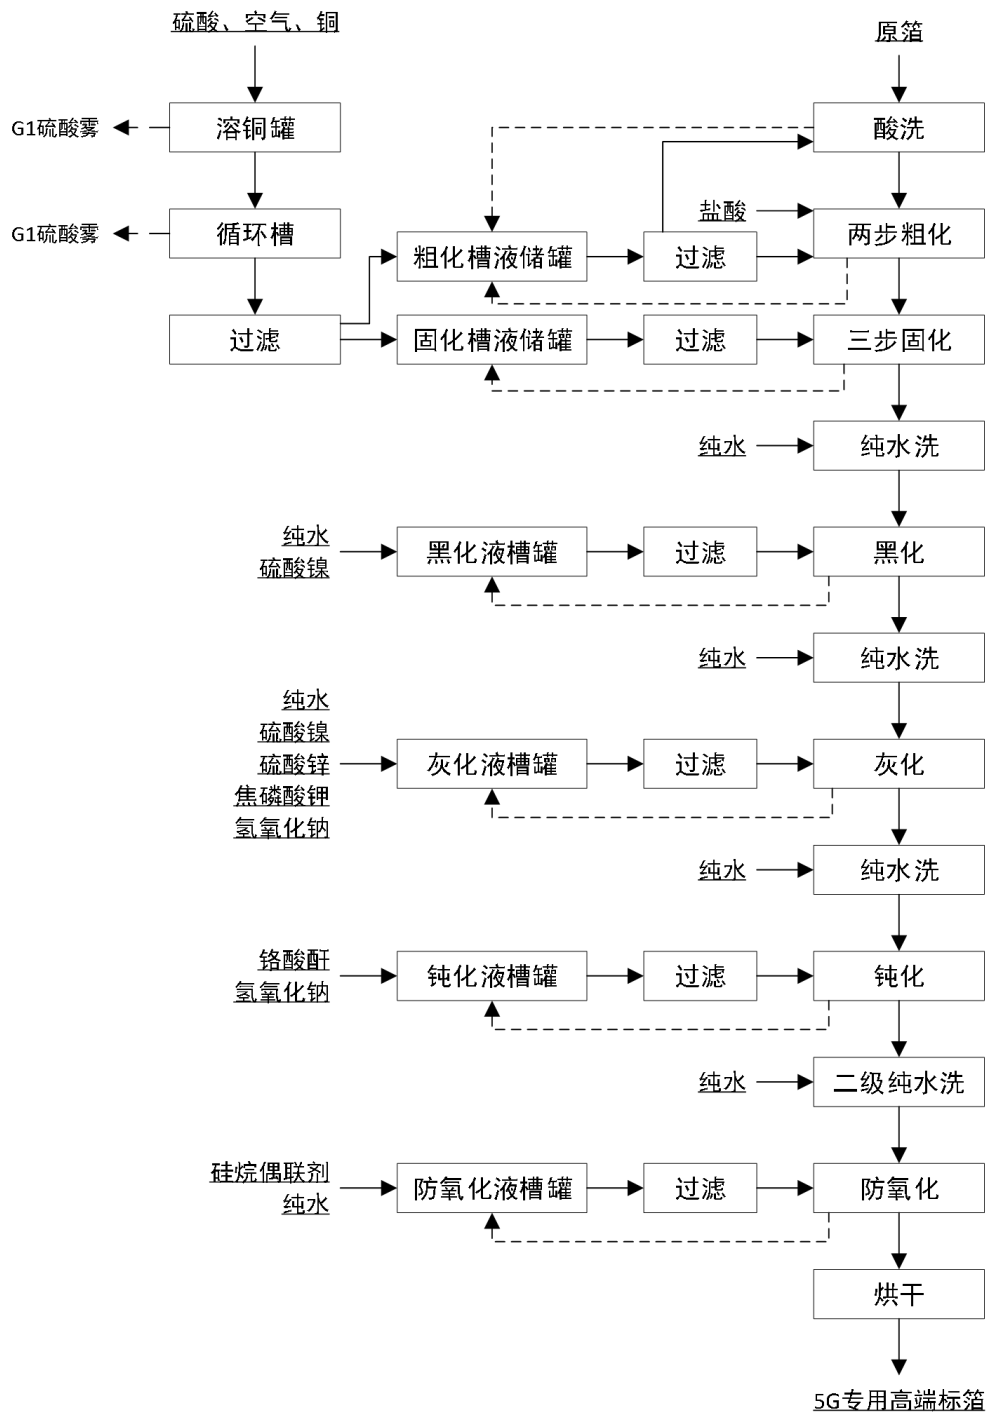 硫酸、空气、铜
原箔
G1硫酸雾
溶铜罐
酸洗
盐酸
G1硫酸雾
循环槽
两步粗化
粗化槽液储罐
过滤
过滤
固化槽液储罐
过滤
三步固化
纯水
纯水洗
纯水
硫酸镍
黑化液槽罐
过滤
黑化
纯水
纯水洗
纯水
硫酸镍
硫酸锌
焦磷酸钾
氢氧化钠
灰化液槽罐
过滤
灰化
纯水
纯水洗
铬酸酐
氢氧化钠
钝化液槽罐
过滤
钝化
纯水
二级纯水洗
硅烷偶联剂
纯水
防氧化液槽罐
过滤
防氧化
烘干
5G专用高端标箔